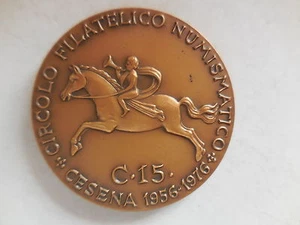 CIRCOLO FILATELICO NUMISMATICO
C·15·
CESENA 1956-1976